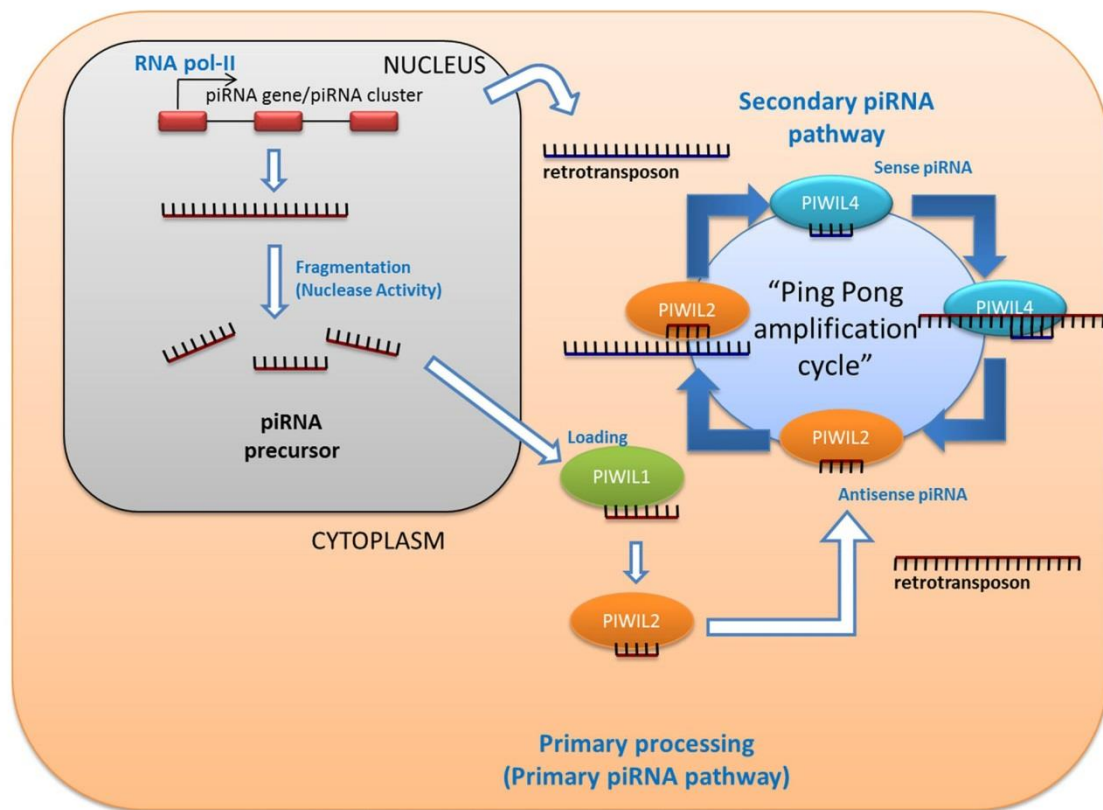 RNA pol-II
NUCLEUS
piRNA gene/piRNA cluster
Fragmentation
(Nuclease Activity)
piRNA
precursor
CYTOPLASM
retrotransposon
Secondary piRNA
pathway
Sense piRNA
PIWIL4
PIWIL4
PIWIL2
“Ping Pong
amplification
cycle”
PIWIL2
Antisense piRNA
Loading
PIWIL1
PIWIL2
retrotransposon
Primary processing
(Primary piRNA pathway)